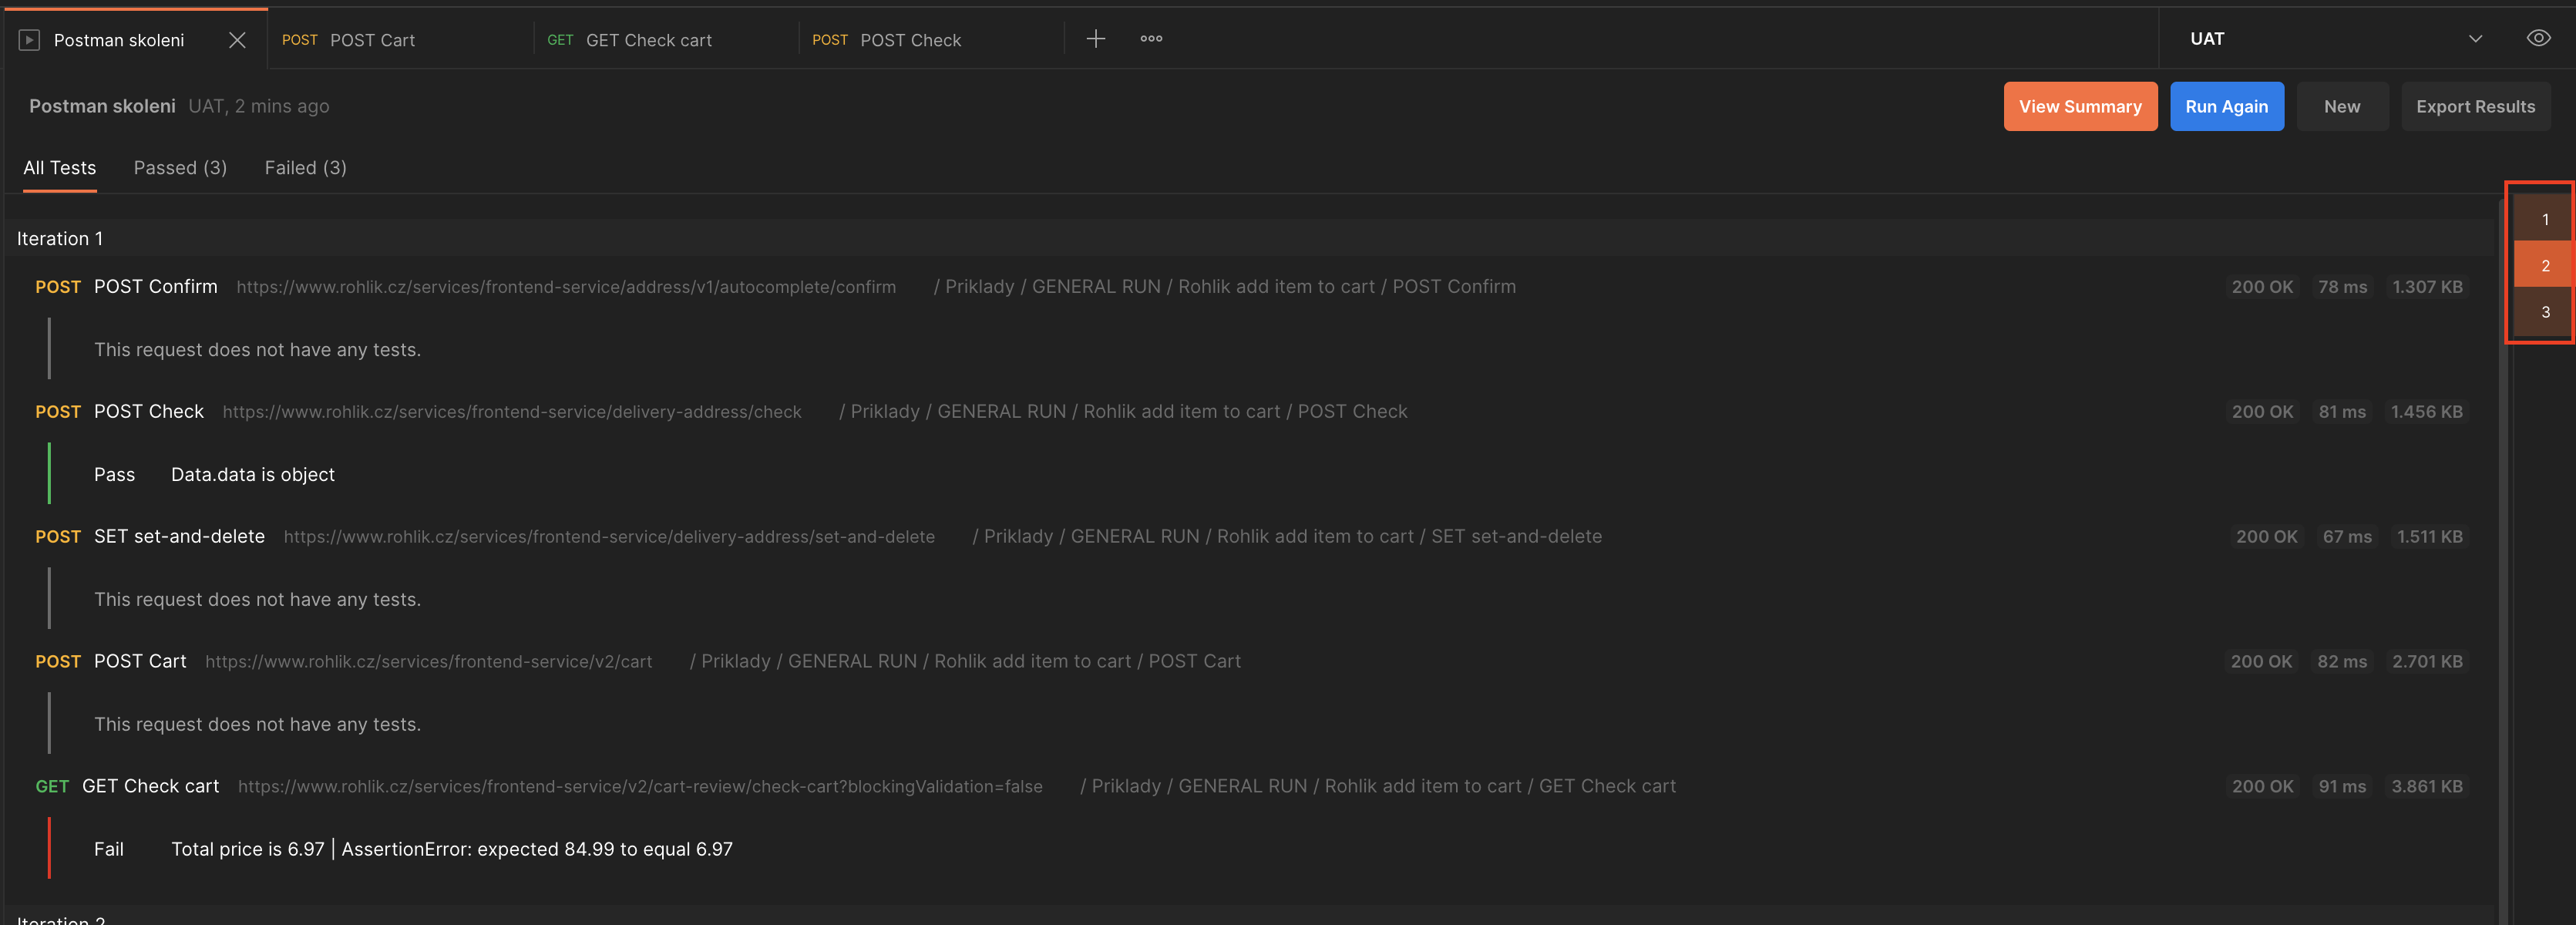 Postman skoleni
POST POST Cart
GET GET Check cart
POST POST Check
UAT
Postman skoleni UAT, 2 mins ago
View Summary
Run Again
New
Export Results
All Tests Passed (3) Failed (3)
1
2
3
Iteration 1
POST POST Confirm https://www.rohlik.cz/services/frontend-service/address/v1/autocomplete/confirm / Priklady / GENERAL RUN / Rohlik add item to cart / POST Confirm 200 OK 78 ms 1.307 KB
This request does not have any tests.
POST POST Check https://www.rohlik.cz/services/frontend-service/delivery-address/check / Priklady / GENERAL RUN / Rohlik add item to cart / POST Check 200 OK 81 ms 1.456 KB
Pass Data.data is object
POST SET set-and-delete https://www.rohlik.cz/services/frontend-service/delivery-address/set-and-delete / Priklady / GENERAL RUN / Rohlik add item to cart / SET set-and-delete 200 OK 67 ms 1.511 KB
This request does not have any tests.
POST POST Cart https://www.rohlik.cz/services/frontend-service/v2/cart / Priklady / GENERAL RUN / Rohlik add item to cart / POST Cart 200 OK 82 ms 2.701 KB
This request does not have any tests.
GET GET Check cart https://www.rohlik.cz/services/frontend-service/v2/cart-review/check-cart?blockingValidation=false / Priklady / GENERAL RUN / Rohlik add item to cart / GET Check cart 200 OK 91 ms 3.861 KB
Fail Total price is 6.97 | AssertionError: expected 84.99 to equal 6.97
Iteration 2